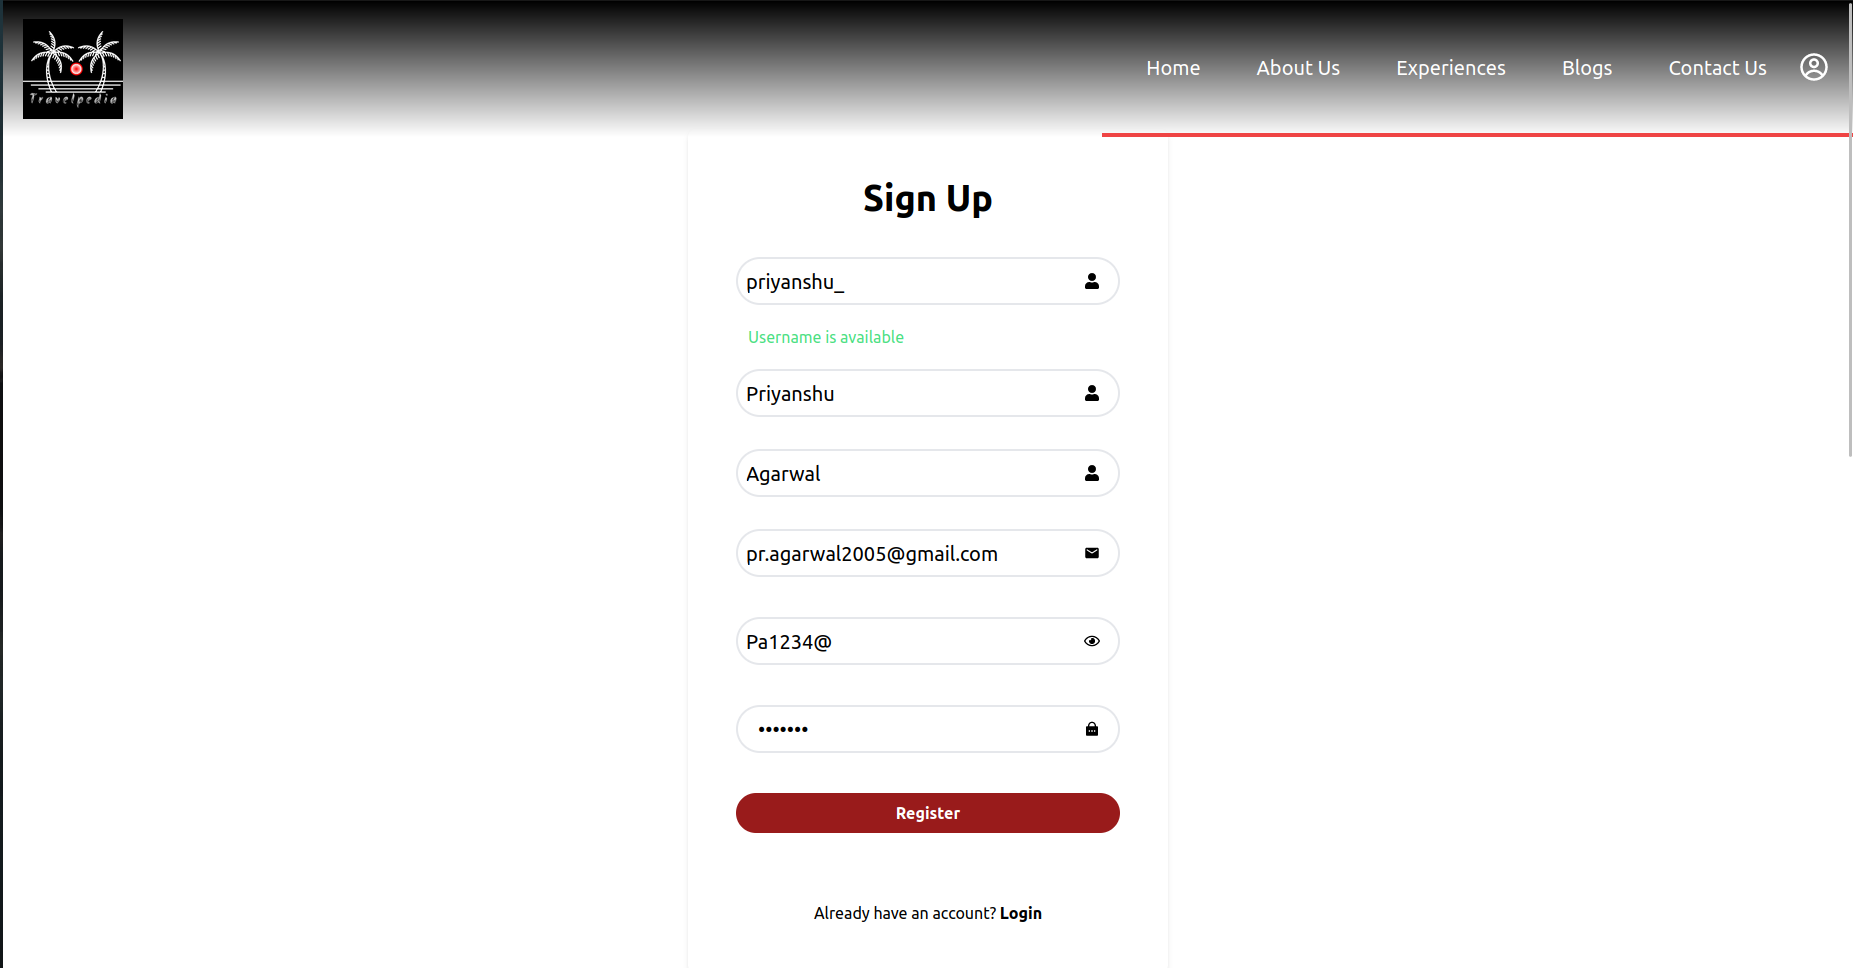 Travelpedia
Home About Us Experiences Blogs Contact Us
Sign Up
priyanshu_
Username is available
Priyanshu
Agarwal
pr.agarwal2005@gmail.com
Pa1234@
•••••••
Register
Already have an account? Login